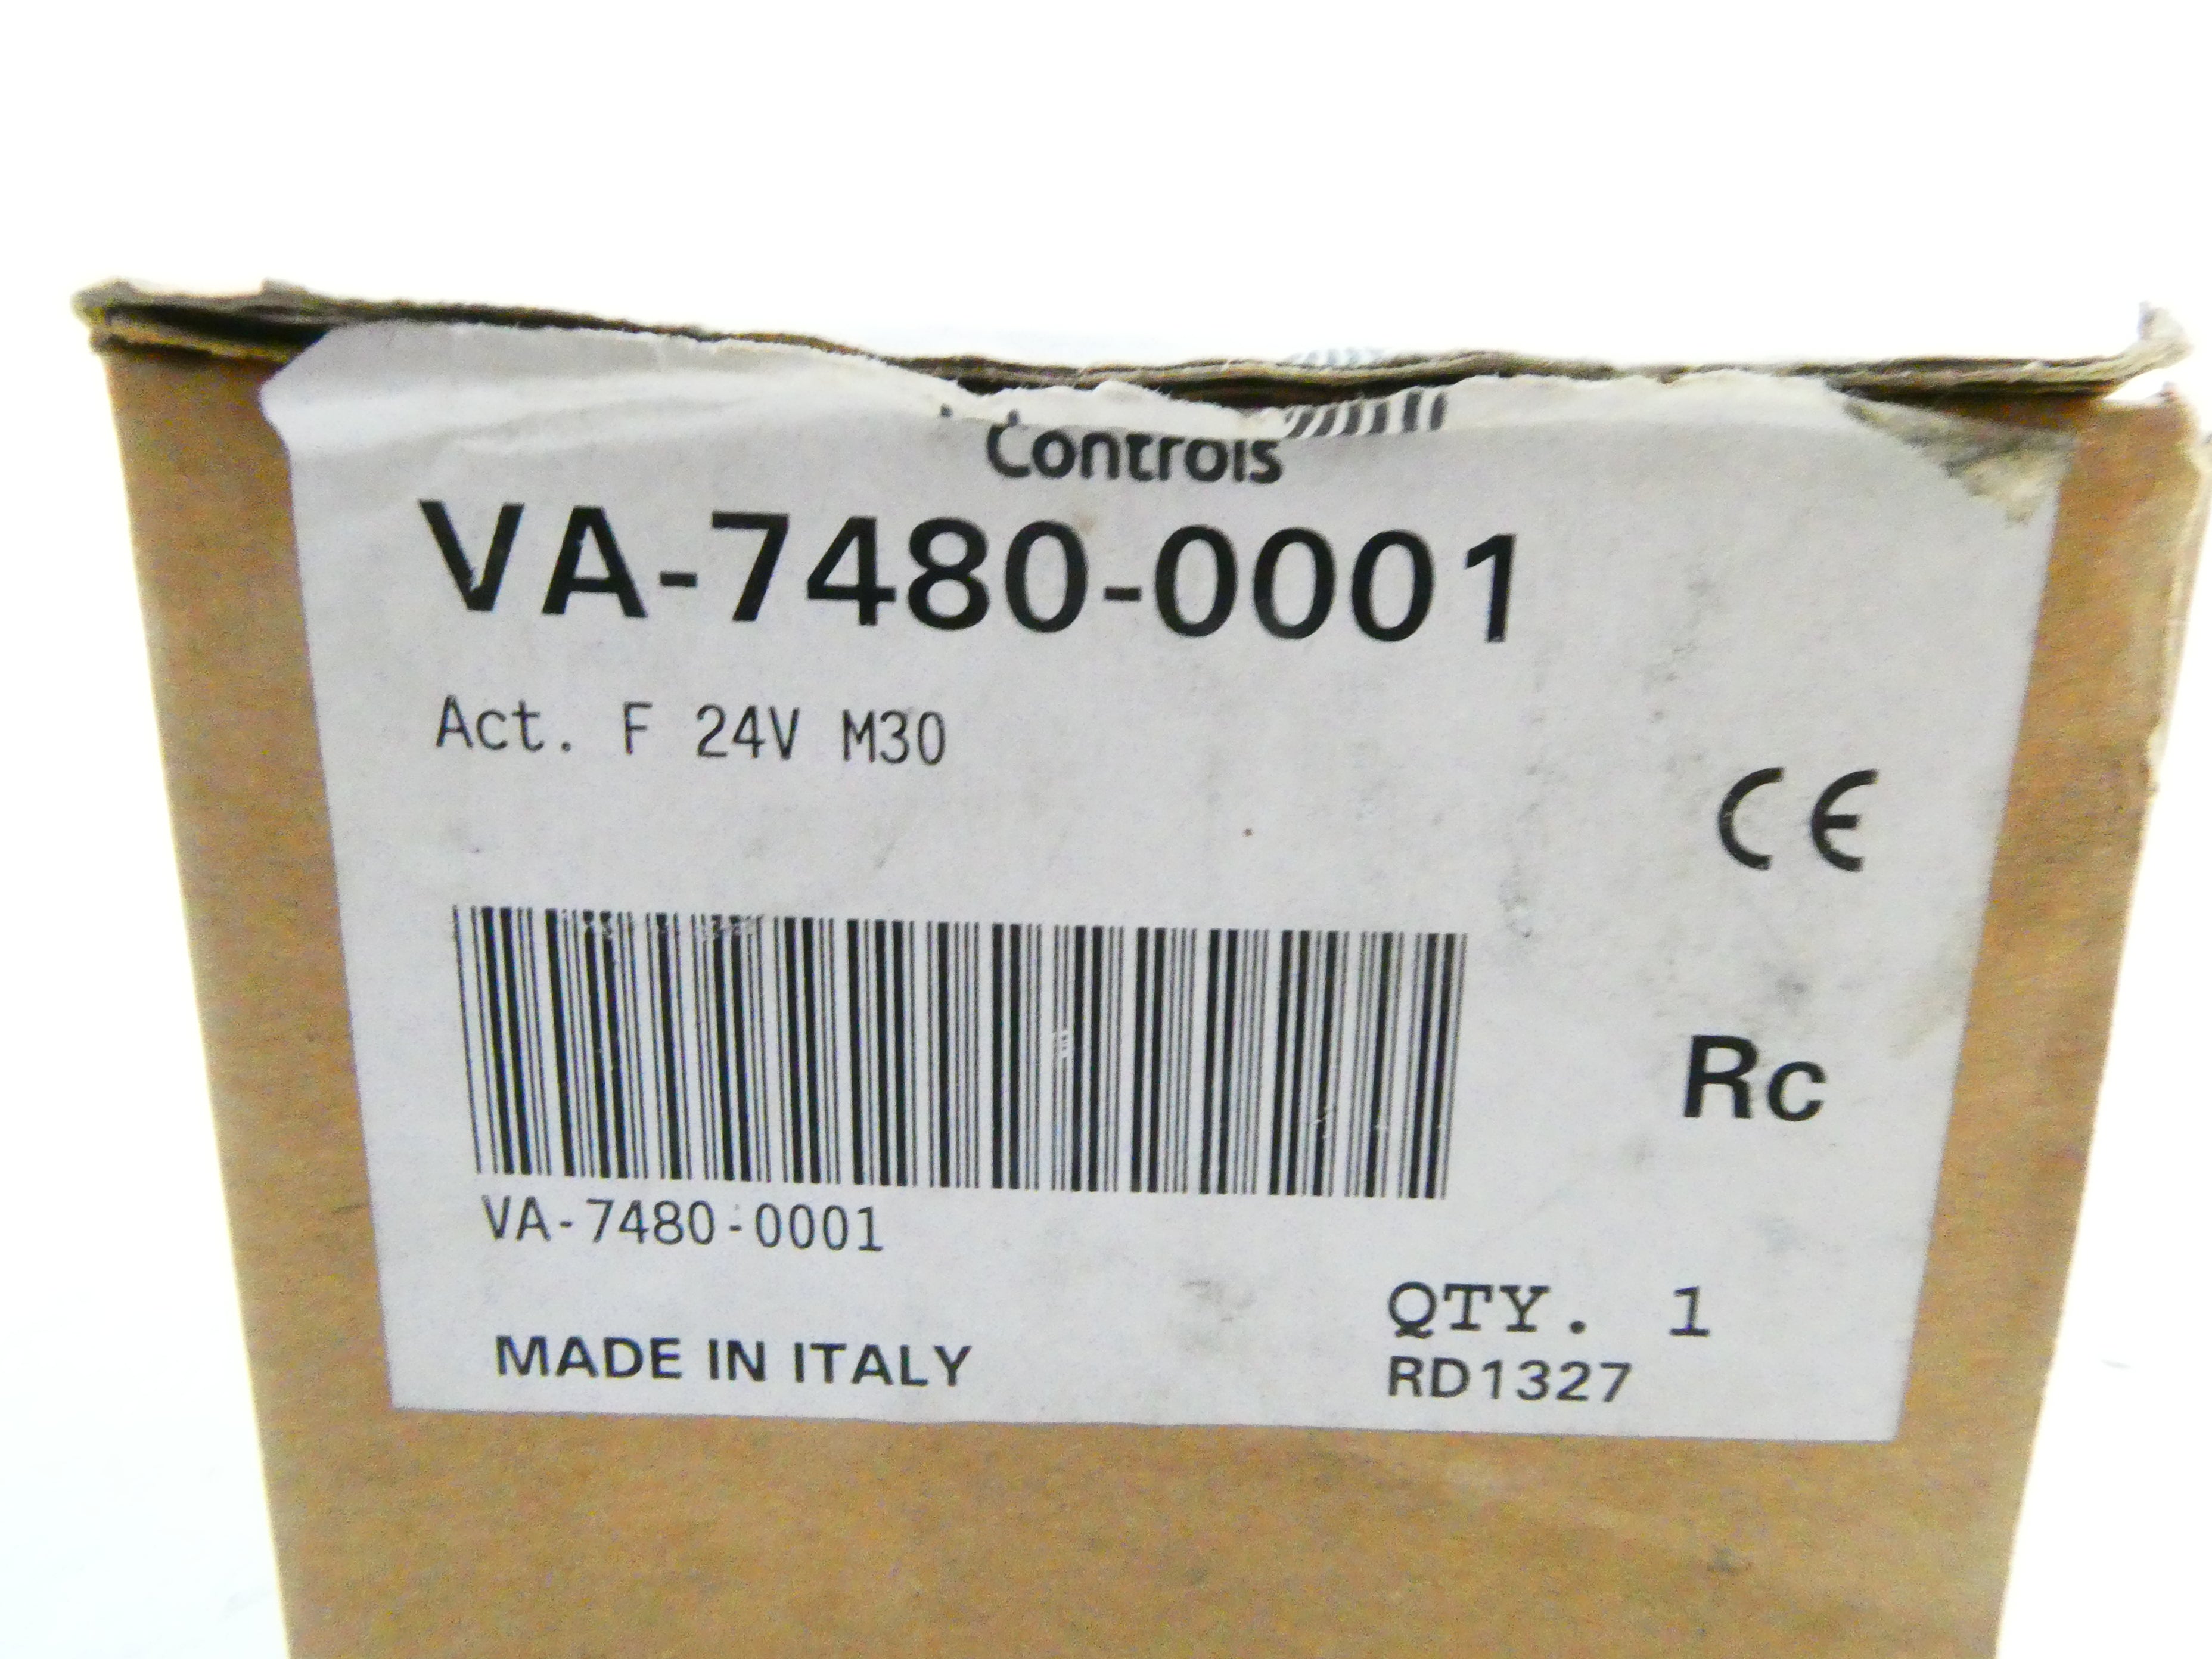 Controls
VA-7480-0001
Act. F 24V M30
CE
Rc
VA-7480-0001
QTY. 1
MADE IN ITALY
RD1327